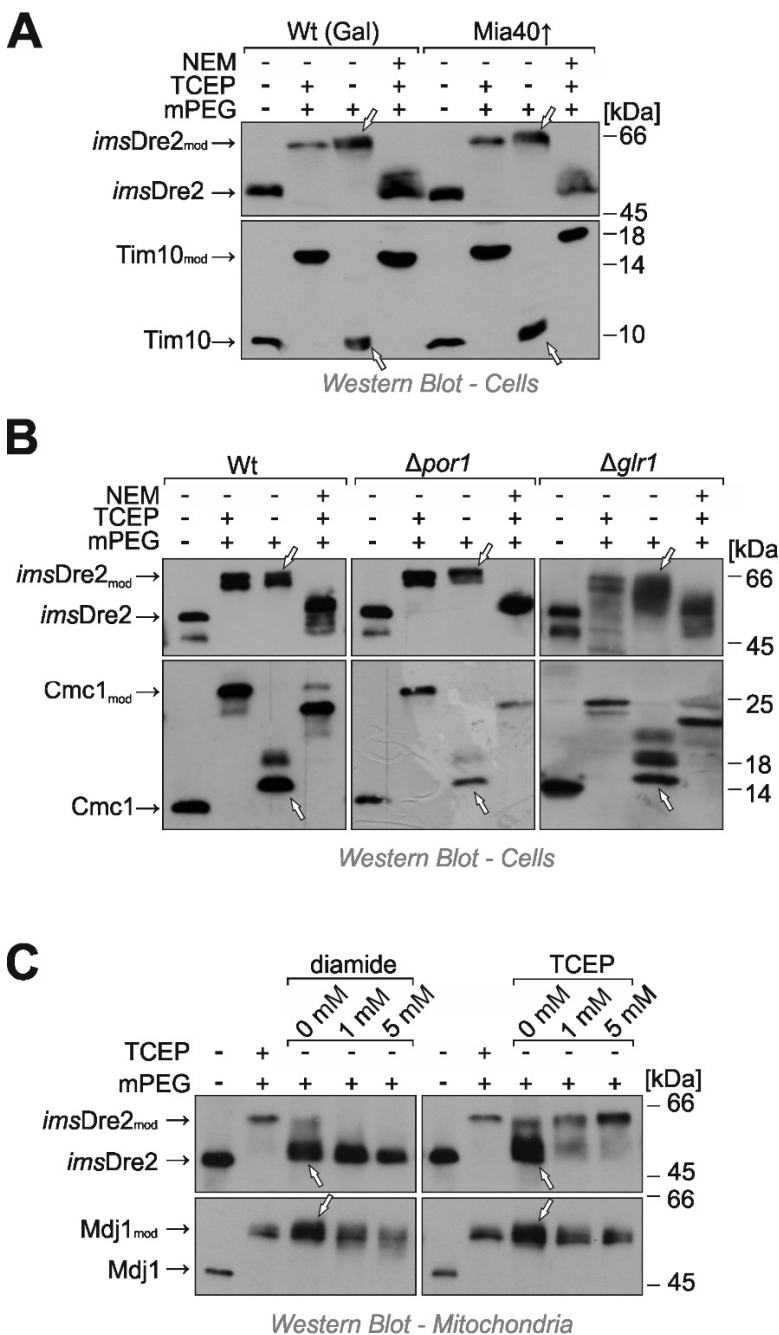 A
Wt (Gal) Mia40↑
NEM - - - + - - - +
TCEP - + - + - + - +
mPEG - + + + - + + + [kDa]
imsDre2mod → -66
imsDre2 →
-45
-18
Tim10mod → -14
-10
Tim10→
Western Blot - Cells
B
Wt Δpor1 Δglr1
NEM - - - + - - - + - - - +
TCEP - + - + - + - + - + - +
mPEG - + + + - + + + - + + + [kDa
imsDre2mod → -66
imsDre2→
-45
Cmc1mod → -25
-18
-14
Cmc1→
Western Blot - Cells
C
diamide TCEP
0 mM 1 mM 5 mM 0 mM 1 mM 5 mM
TCEP - + - - - - + - - -
mPEG - + + + + - + + + + [kDa]
imsDre2mod → - 66
imsDre2 →
- 45
- 66
Mdj1mod →
Mdj1 → - 45
Western Blot - Mitochondria